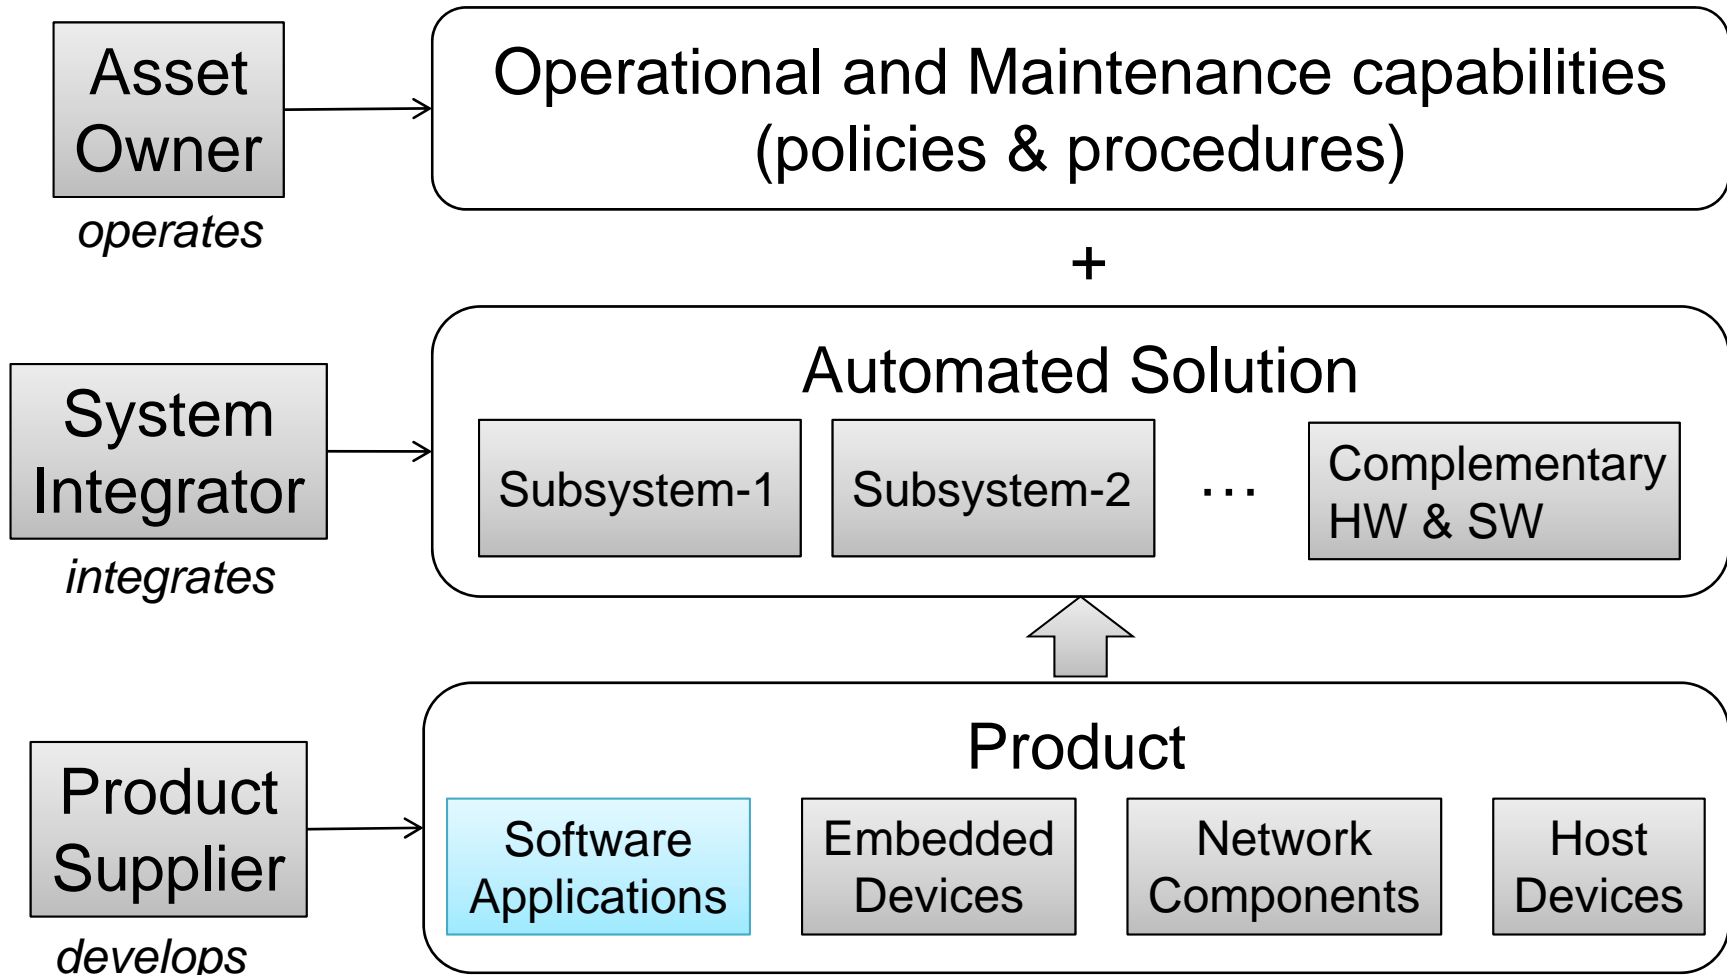 Asset
Owner
operates
Operational and Maintenance capabilities
(policies & procedures)
+
System
Integrator
integrates
Automated Solution
Subsystem-1
Subsystem-2
...
Complementary
HW & SW
Product
Supplier
develops
Product
Software
Applications
Embedded
Devices
Network
Components
Host
Devices